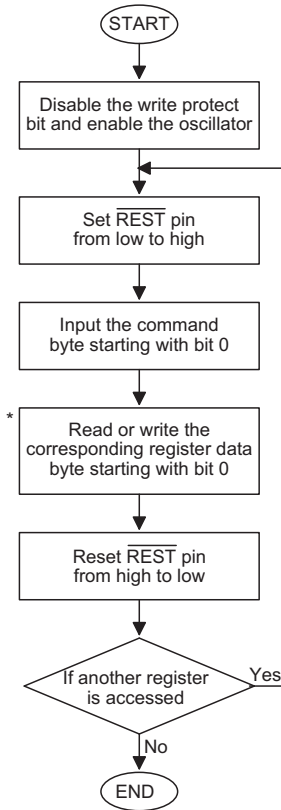 START
Disable the write protect
bit and enable the oscillator
Set REST pin
from low to high
Input the command
byte starting with bit 0
*
Read or write the
corresponding register data
byte starting with bit 0
Reset REST pin
from high to low
If another register
is accessed
Yes
No
END